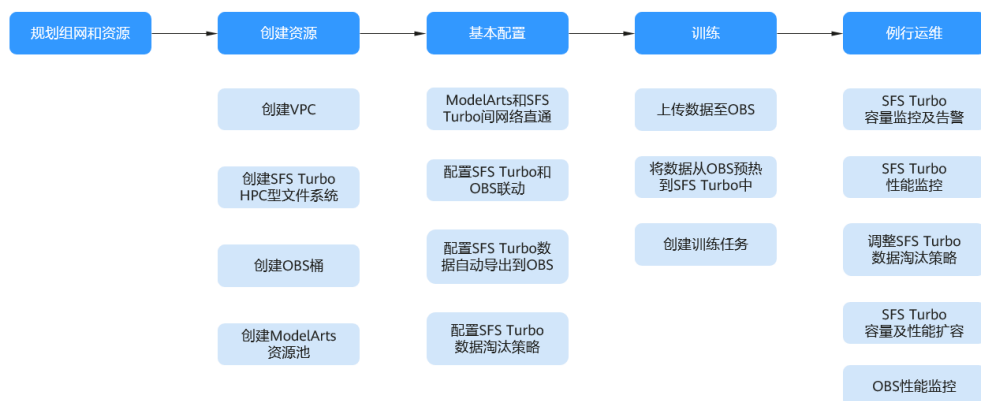 规划组网和资源
创建资源
基本配置
训练
例行运维
创建VPC
创建SFS Turbo
HPC型文件系统
创建OBS桶
创建ModelArts
资源池
ModelArts和SFS
Turbo间网络直通
配置SFS Turbo和
OBS联动
配置SFS Turbo数
据自动导出到OBS
配置SFS Turbo
数据淘汰策略
上传数据至OBS
将数据从OBS预热
到SFS Turbo中
创建训练任务
SFS Turbo
容量监控及告警
SFS Turbo
性能监控
调整SFS Turbo
数据淘汰策略
SFS Turbo
容量及性能扩容
OBS性能监控